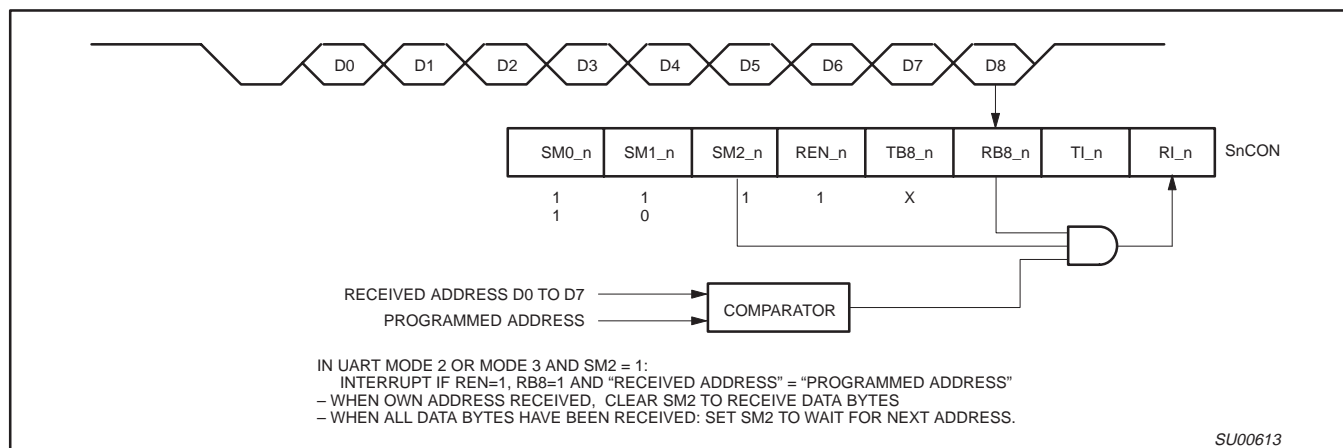 D0 D1 D2 D3 D4 D5 D6 D7 D8
SM0_n SM1_n SM2_n REN_n TB8_n RB8_n TI_n RI_n SnCON
1 1 1 1 X
1 0
RECEIVED ADDRESS D0 TO D7
COMPARATOR
PROGRAMMED ADDRESS
IN UART MODE 2 OR MODE 3 AND SM2 = 1:
INTERRUPT IF REN=1, RB8=1 AND “RECEIVED ADDRESS” = “PROGRAMMED ADDRESS”
– WHEN OWN ADDRESS RECEIVED, CLEAR SM2 TO RECEIVE DATA BYTES
– WHEN ALL DATA BYTES HAVE BEEN RECEIVED: SET SM2 TO WAIT FOR NEXT ADDRESS.
SU00613